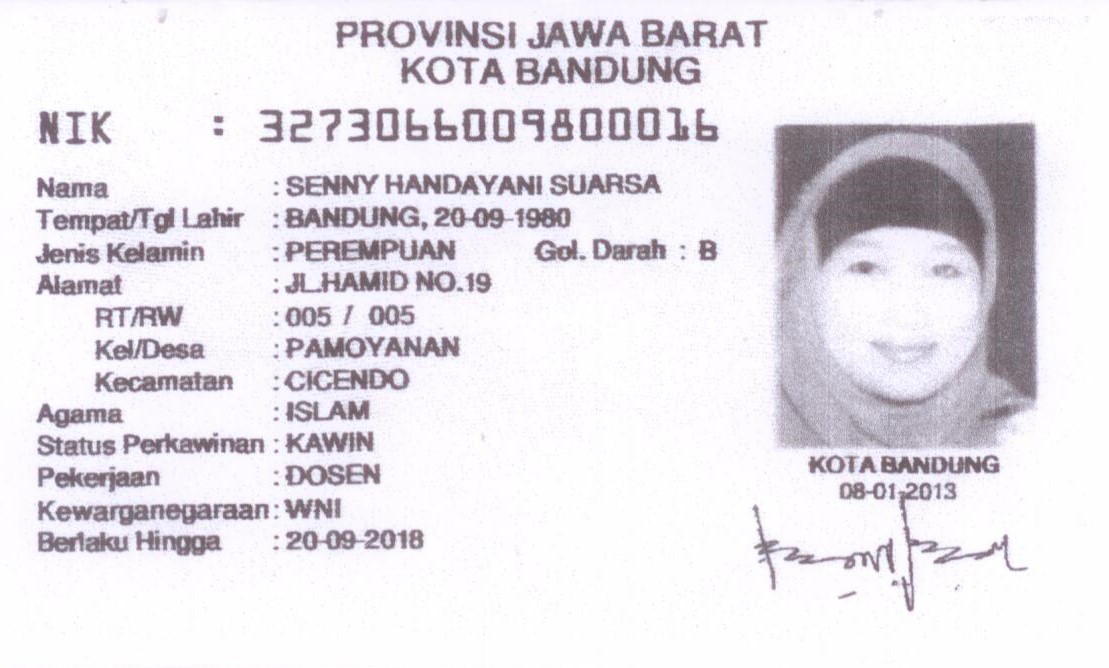 PROVINSI JAWA BARAT
KOTA BANDUNG
NIK : 3273066009800016
Nama : SENNY HANDAYANI SUARSA
Tempat/Tgl Lahir : BANDUNG, 20-09-1980
Jenis Kelamin : PEREMPUAN Gol. Darah : B
Alamat : JL.HAMID NO.19
RT/RW : 005 / 005
Kel/Desa : PAMOYANAN
Kecamatan : CICENDO
Agama : ISLAM
Status Perkawinan : KAWIN
Pekerjaan : DOSEN
Kewarganegaraan : WNI
Berlaku Hingga : 20-09-2018
KOTA BANDUNG
08-01-2013